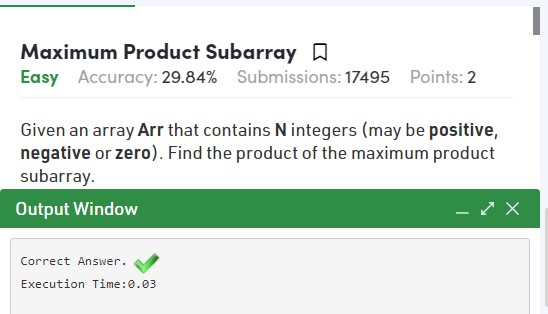 Maximum Product Subarray
Easy Accuracy: 29.84% Submissions: 17495 Points: 2
Given an array Arr that contains N integers (may be positive,
negative or zero). Find the product of the maximum product
subarray.
Output Window
Correct Answer.
Execution Time:0.03